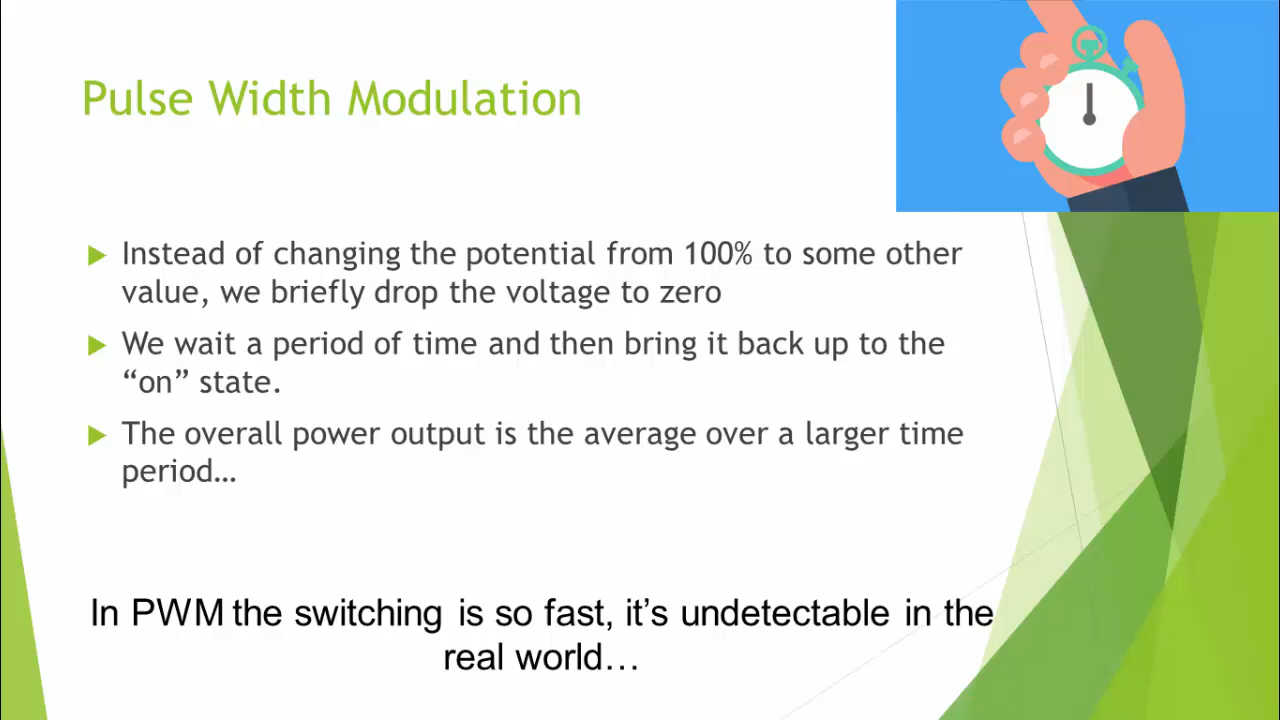 Pulse Width Modulation
Instead of changing the potential from 100% to some other
value, we briefly drop the voltage to zero
We wait a period of time and then bring it back up to the
“on” state.
The overall power output is the average over a larger time
period…
In PWM the switching is so fast, it’s undetectable in the
real world…